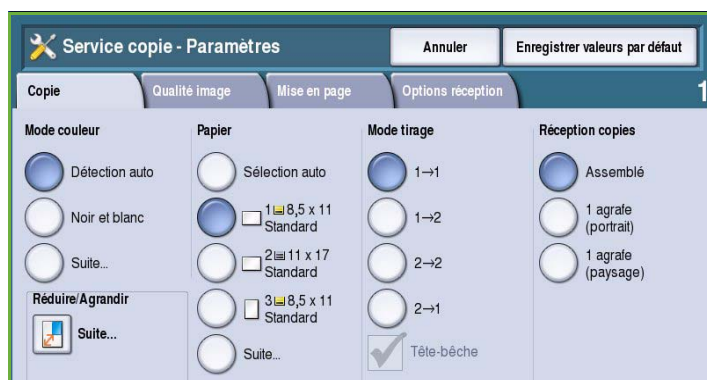 Service copie - Paramètres
Annuler
Enregistrer valeurs par défaut
Copie
Qualité image
Mise en page
Options réception
1
Mode couleur
Détection auto
Noir et blanc
Suite...
Réduire/Agrandir
Suite...
Papier
Sélection auto
1 8,5 x 11
Standard
2 11 x 17
Standard
3 8,5 x 11
Standard
Suite...
Mode tirage
1→1
1→2
2→2
2→1
Tête-bêche
Réception copies
Assemblé
1 agrafe
(portrait)
1 agrafe
(paysage)